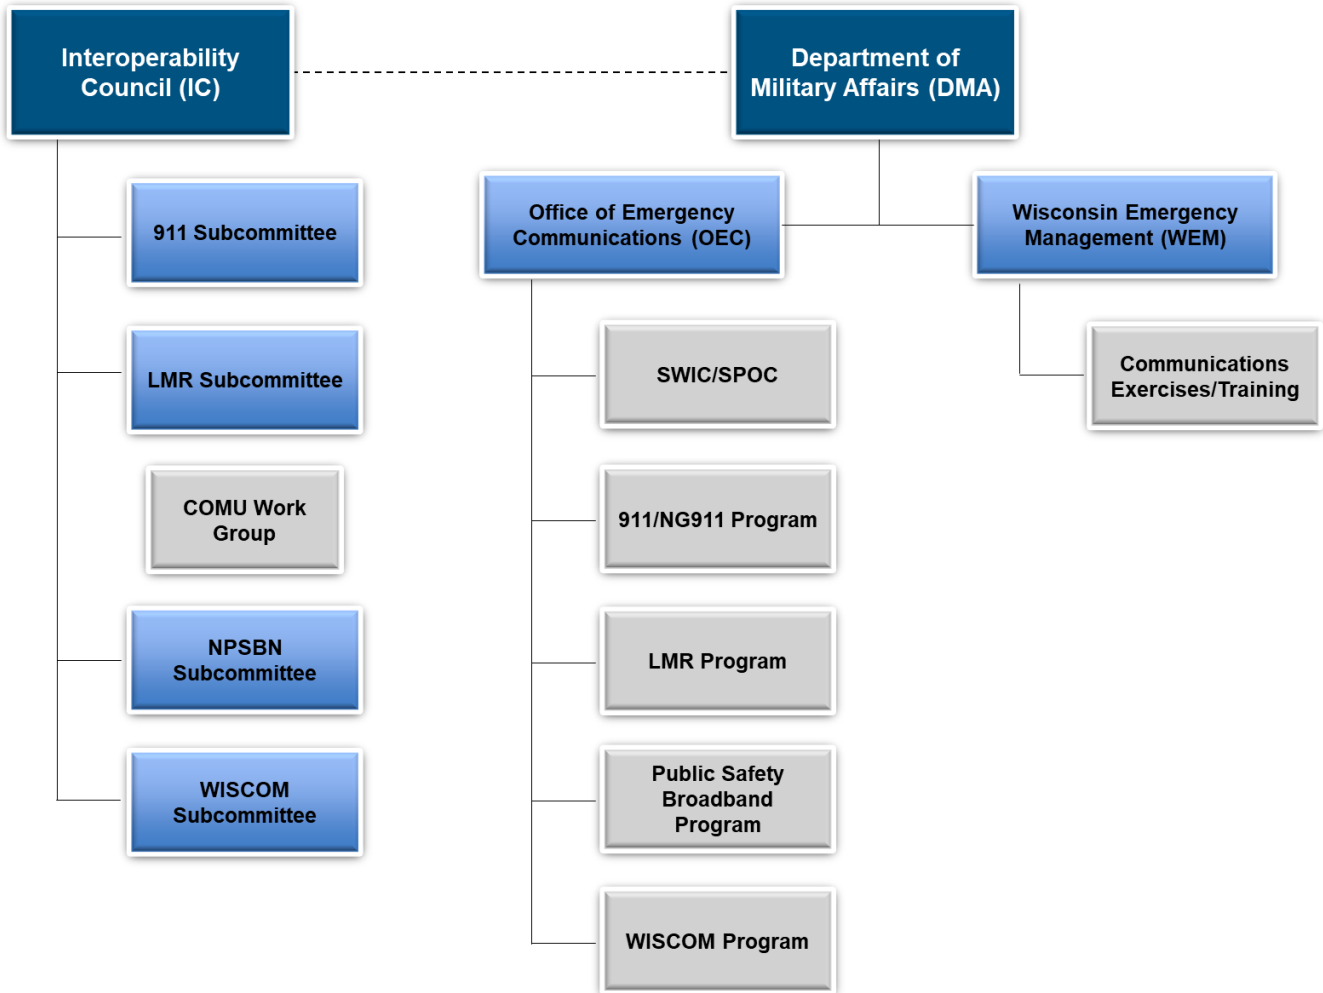 Interoperability
Council (IC)
Department of
Military Affairs (DMA)
911 Subcommittee
LMR Subcommittee
COMU Work
Group
NPSBN
Subcommittee
WISCOM
Subcommittee
Office of Emergency
Communications (OEC)
SWIC/SPOC
911/NG911 Program
LMR Program
Public Safety
Broadband
Program
WISCOM Program
Wisconsin Emergency
Management (WEM)
Communications
Exercises/Training